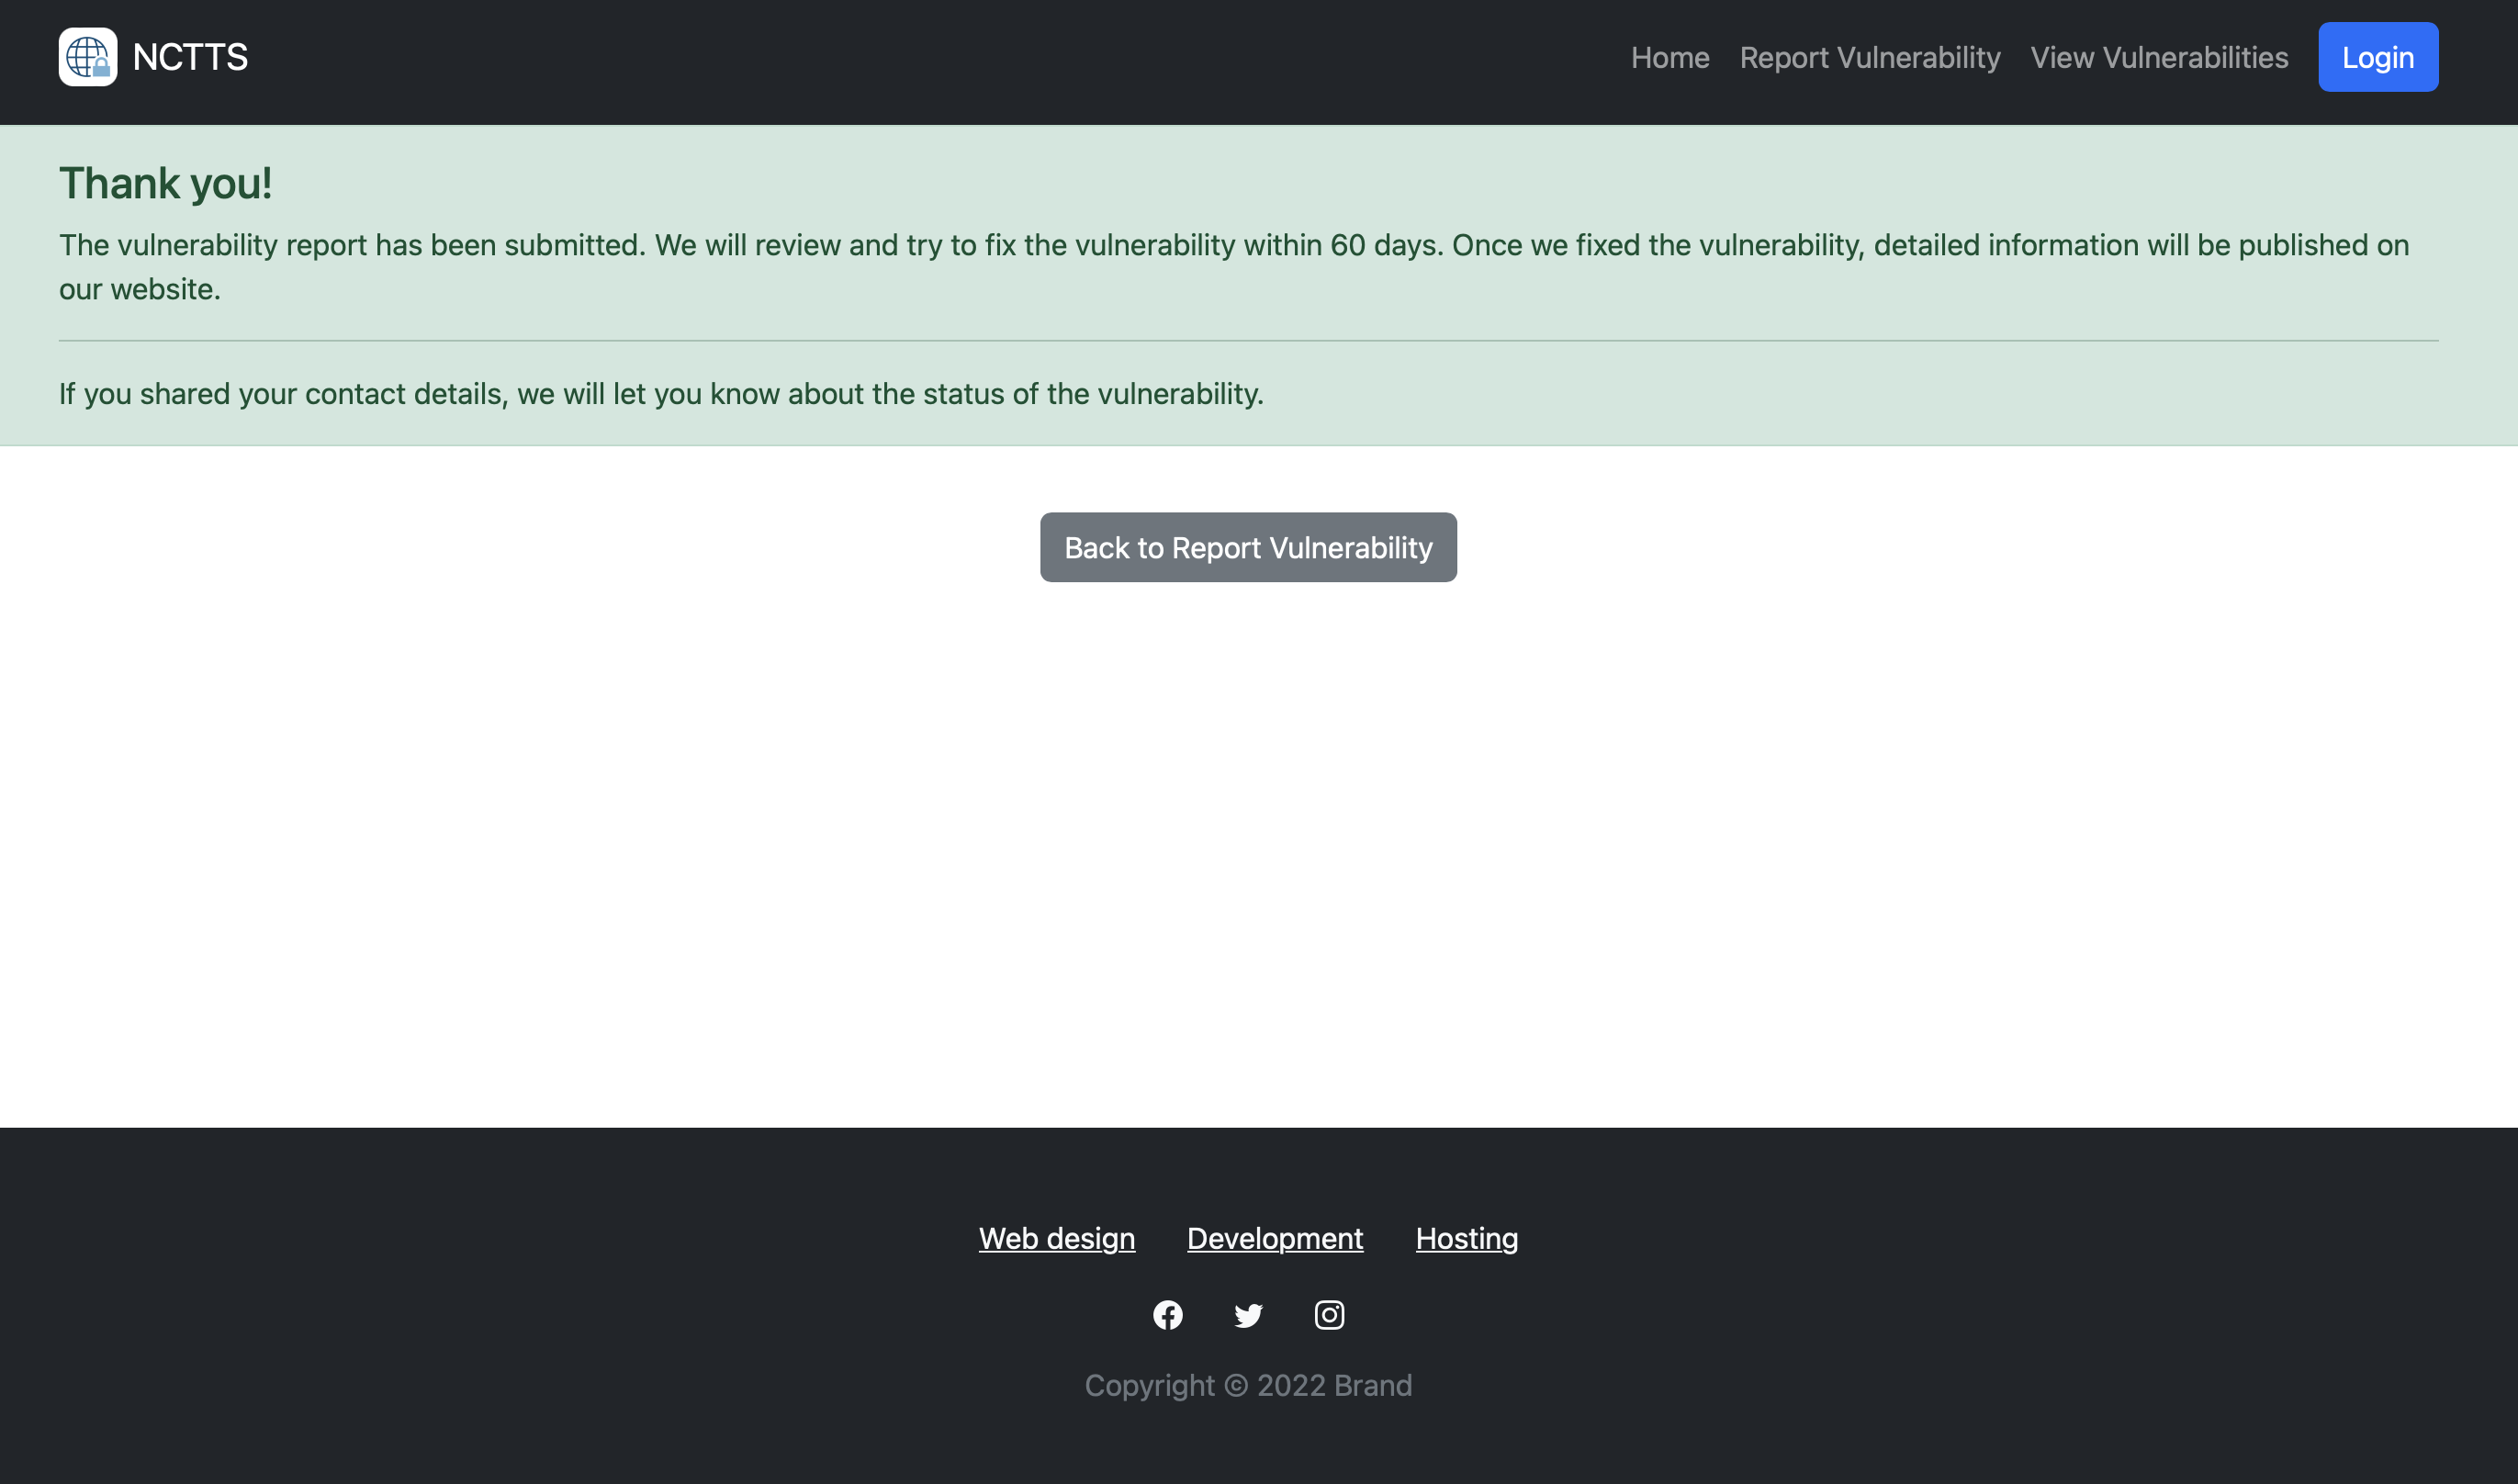 NCTTS
Home Report Vulnerability View Vulnerabilities Login
Thank you!
The vulnerability report has been submitted. We will review and try to fix the vulnerability within 60 days. Once we fixed the vulnerability, detailed information will be published on
our website.
If you shared your contact details, we will let you know about the status of the vulnerability.
Back to Report Vulnerability
Web design Development Hosting
Copyright © 2022 Brand